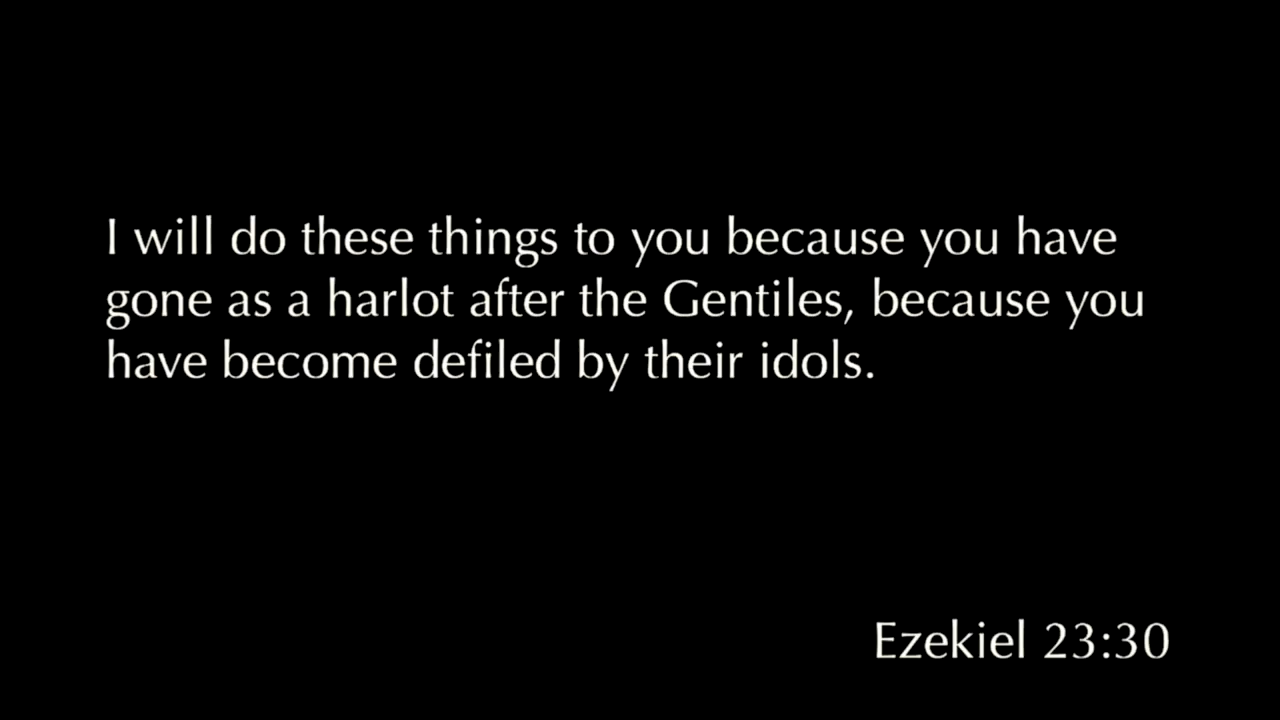 I will do these things to you because you have
gone as a harlot after the Gentiles, because you
have become defiled by their idols.
Ezekiel 23:30